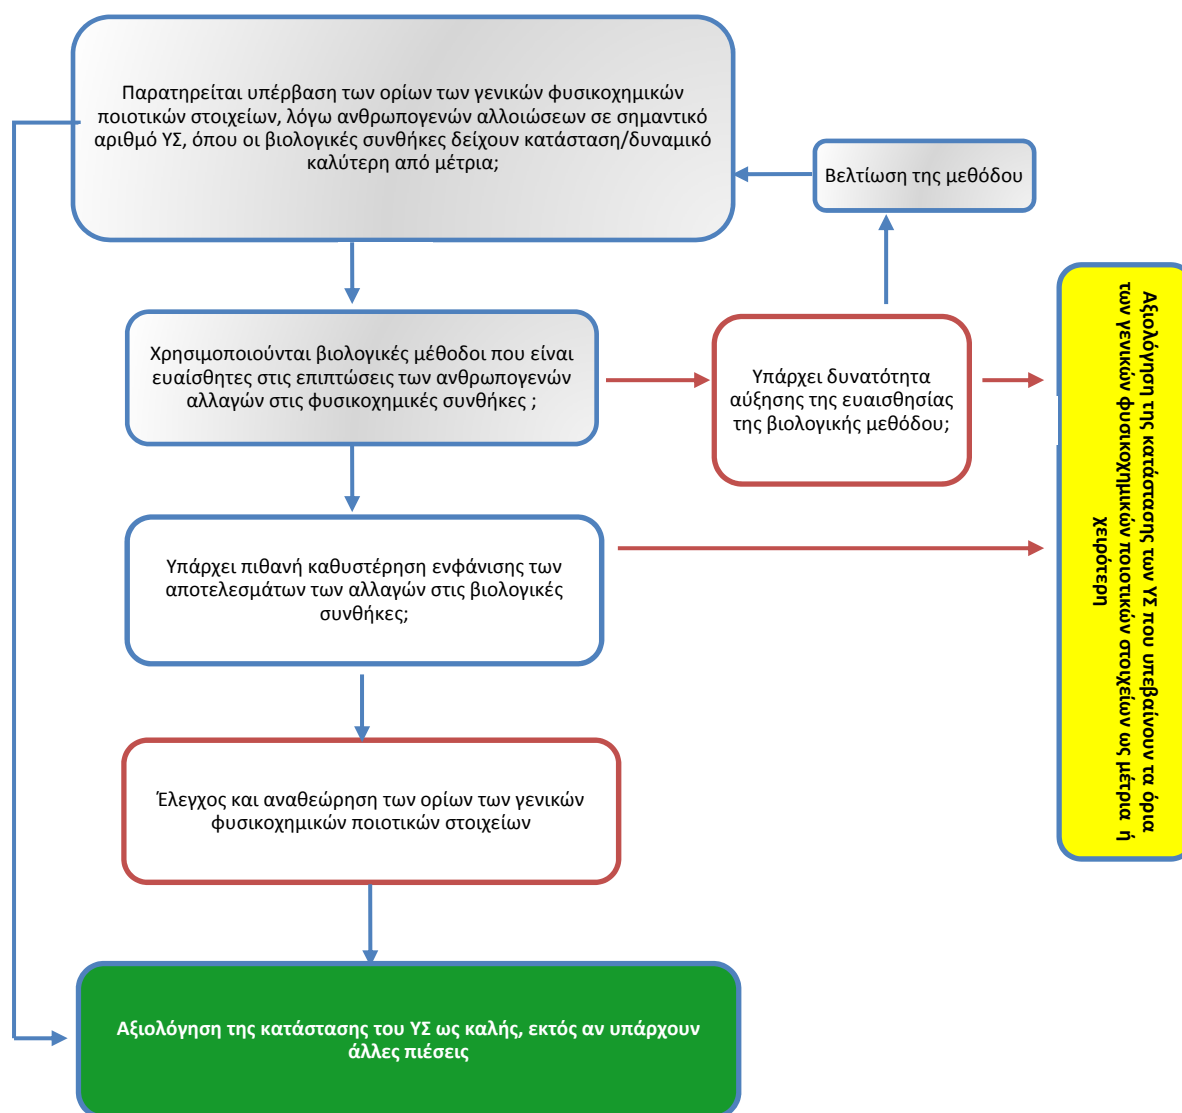 Παρατηρείται υπέρβαση των ορίων των γενικών φυσικοχημικών
ποιοτικών στοιχείων, λόγω ανθρωπογενών αλλοιώσεων σε σημαντικό
αριθμό ΥΣ, όπου οι βιολογικές συνθήκες δείχουν κατάσταση/δυναμικό
καλύτερη από μέτρια;
Βελτίωση της μεθόδου
Χρησιμοποιούνται βιολογικές μέθοδοι που είναι
ευαίσθητες στις επιπτώσεις των ανθρωπογενών
αλλαγών στις φυσικοχημικές συνθήκες ;
Υπάρχει δυνατότητα
αύξησης της ευαισθησίας
της βιολογικής μεθόδου;
Αξιολόγηση της κατάστασης των ΥΣ που υπεβαίνουν τα όρια
των γενικών φυσικοχημικών ποιοτικών στοιχείων ως μέτρια ή
χειρότερη
Υπάρχει πιθανή καθυστέρηση ενφάνισης των
αποτελεσμάτων των αλλαγών στις βιολογικές
συνθήκες;
Έλεγχος και αναθεώρηση των ορίων των γενικών
φυσικοχημικών ποιοτικών στοιχείων
Αξιολόγηση της κατάστασης του ΥΣ ως καλής, εκτός αν υπάρχουν
άλλες πιέσεις